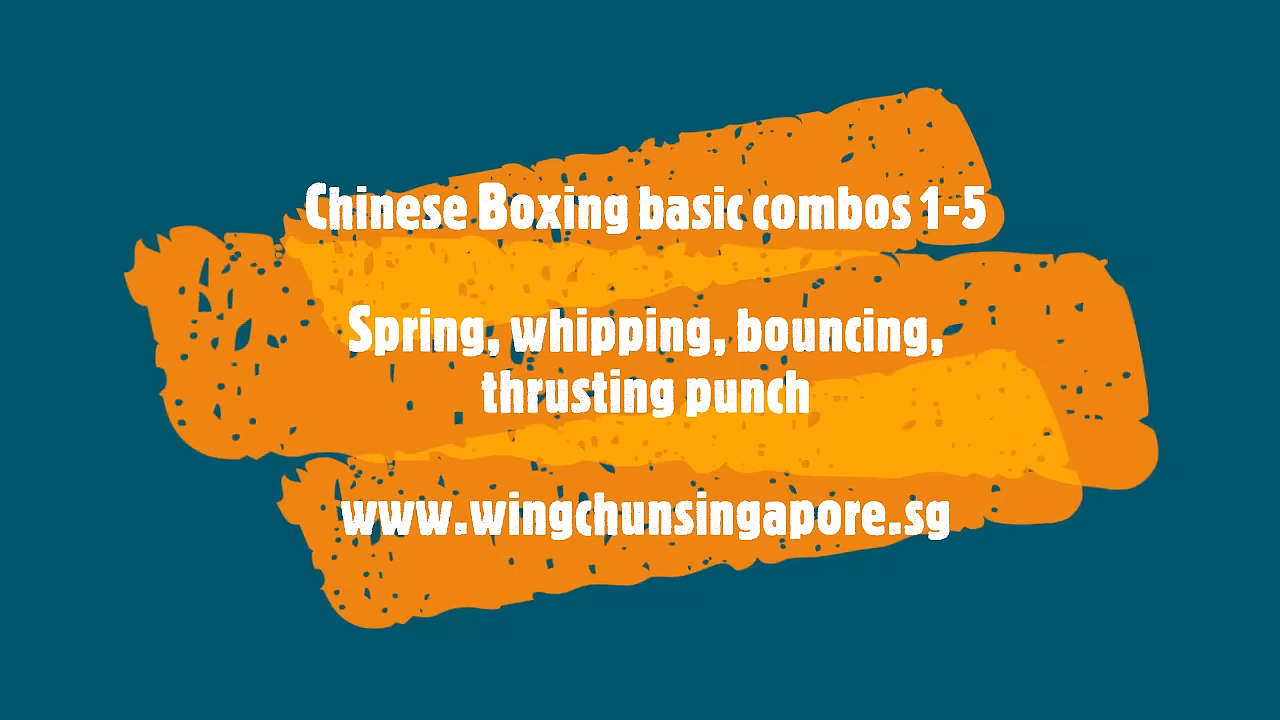 Chinese Boxing basic combos 1-5
Spring, whipping, bouncing,
thrusting punch
www.wingchunsingapore.sg